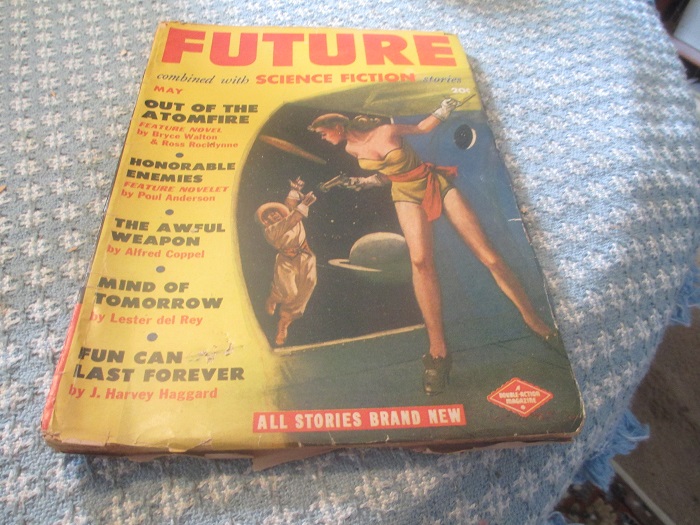 FUTURE
combined with SCIENCE FICTION stories
MAY
20¢
OUT OF THE
ATOMFIRE
FEATURE NOVEL
by Bryce Walton
& Ross Rocklynne
HONORABLE
ENEMIES
FEATURE NOVELET
by Poul Anderson
THE AWFUL
WEAPON
by Alfred Coppel
MIND OF
TOMORROW
by Lester del Rey
FUN CAN
LAST FOREVER
by J. Harvey Haggard
A
DOUBLE-ACTION
MAGAZINE
ALL STORIES BRAND NEW